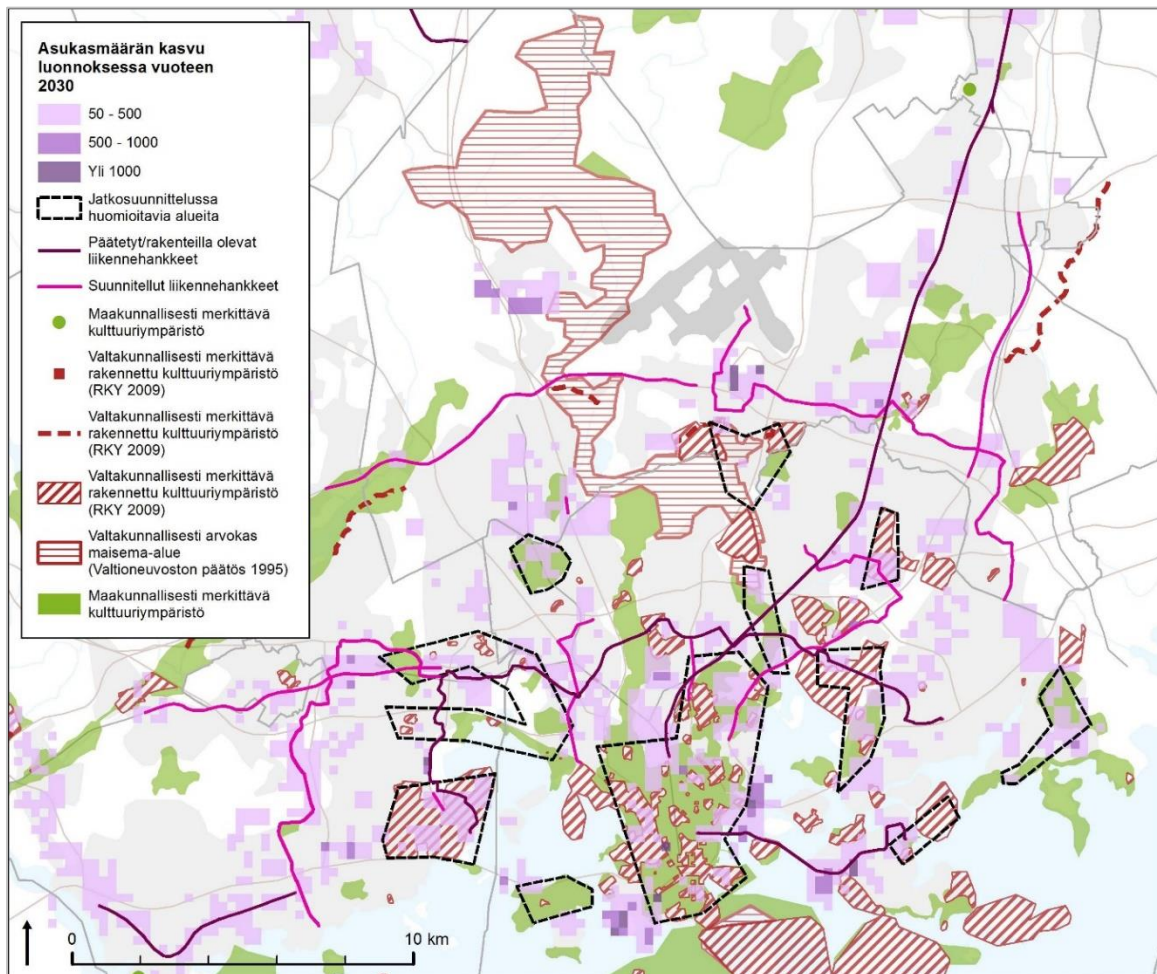 Asukasmäärän kasvu
luonnoksessa vuoteen
2030
50 - 500
500 - 1000
Yli 1000
Jatkosuunnittelussa
huomioitavia alueita
Päätetyt/rakenteilla olevat
liikennehankkeet
Suunnitellut liikennehankkeet
Maakunnallisesti merkittävä
kulttuuriympäristö
Valtakunnallisesti merkittävä
rakennettu kulttuuriympäristö
(RKY 2009)
Valtakunnallisesti merkittävä
rakennettu kulttuuriympäristö
(RKY 2009)
Valtakunnallisesti merkittävä
rakennettu kulttuuriympäristö
(RKY 2009)
Valtakunnallisesti arvokas
maisema-alue
(Valtioneuvoston päätös 1995)
Maakunnallisesti merkittävä
kulttuuriympäristö
0 10 km